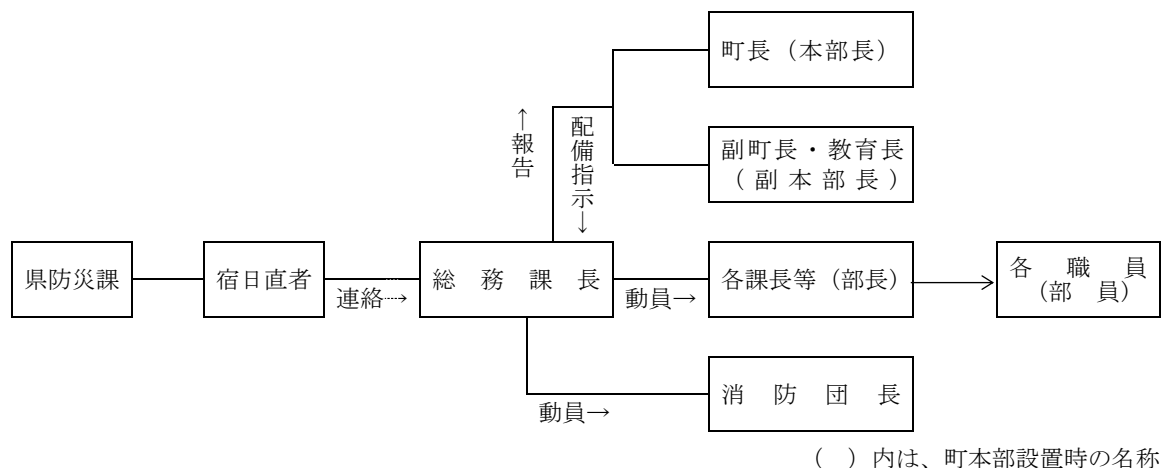 町長（本部長）
↑報告
配備指示↓
副町長・教育長
（副本部長）
県防災課
宿日直者
連絡→
総務課長
動員→
各課長等（部長）
各職員
（部員）
動員→
消防団長
（　）内は、町本部設置時の名称